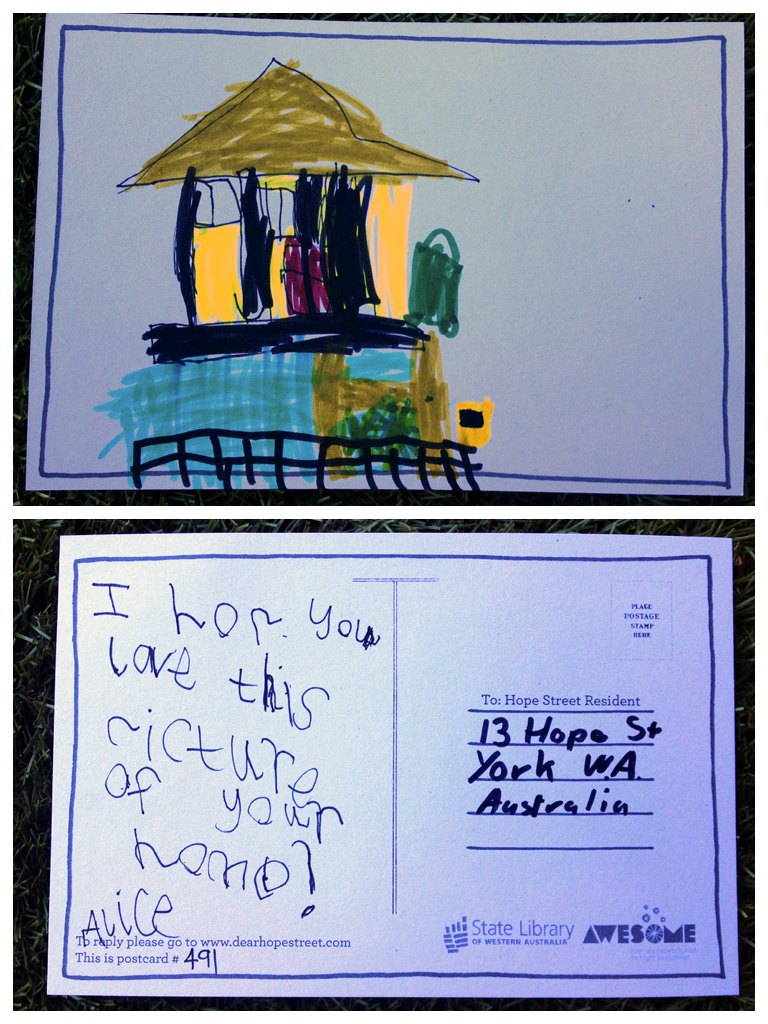 I hop. you
love this
picture
of your
home!
ALICE
To reply please go to www.dearhopestreet.com
This is postcard # 491
PLACE
POSTAGE
STAMP
HERE
To: Hope Street Resident
13 Hope St
York W.A.
Australia
State Library
OF WESTERN AUSTRALIA
AWESOME